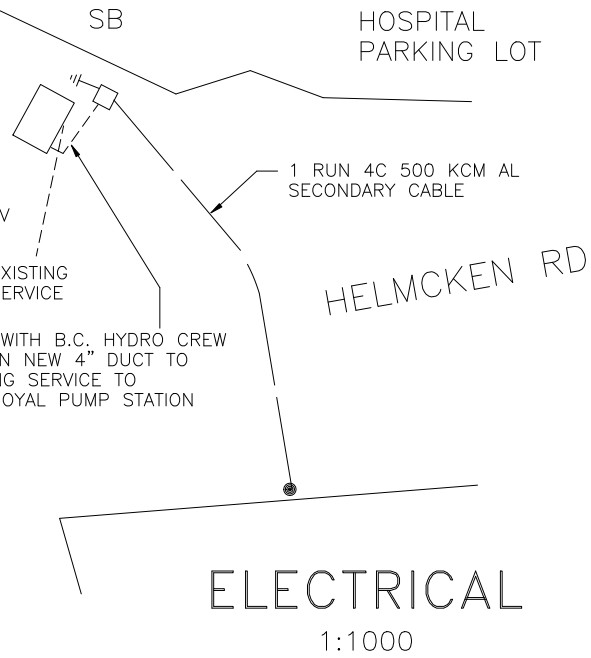 SB
HOSPITAL
PARKING LOT
1 RUN 4C 500 KCM AL
SECONDARY CABLE
V
XISTING
ERVICE
HELMCKEN RD
WITH B.C. HYDRO CREW
N NEW 4" DUCT TO
NG SERVICE TO
OYAL PUMP STATION
ELECTRICAL
1:1000